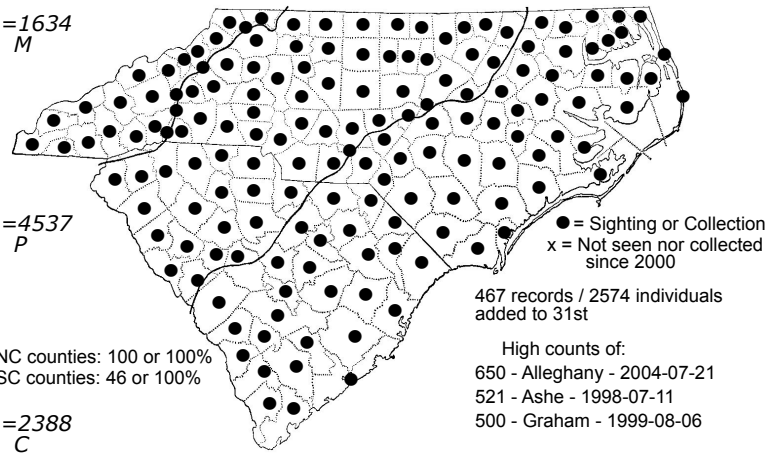 =1634
M
=4537
P
● = Sighting or Collection
x = Not seen nor collected
since 2000
467 records / 2574 individuals
added to 31st
NC counties: 100 or 100%
SC counties: 46 or 100%
High counts of:
650 - Alleghany - 2004-07-21
521 - Ashe - 1998-07-11
500 - Graham - 1999-08-06
=2388
C